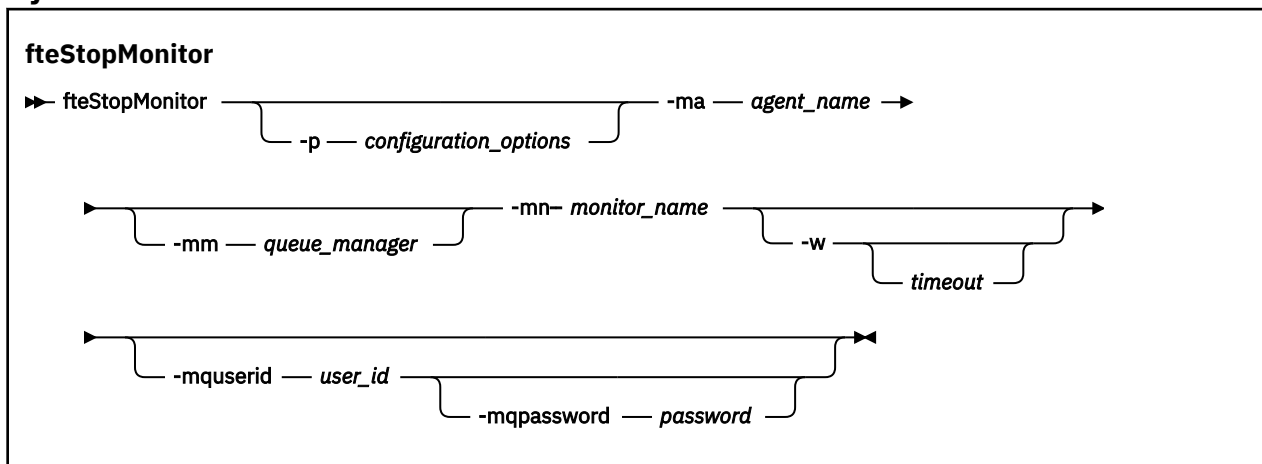 fteStopMonitor
fteStopMonitor -ma agent_name
-p configuration_options
-mn monitor_name
-mm queue_manager -w
timeout
-mquserid user_id
-mqpassword password